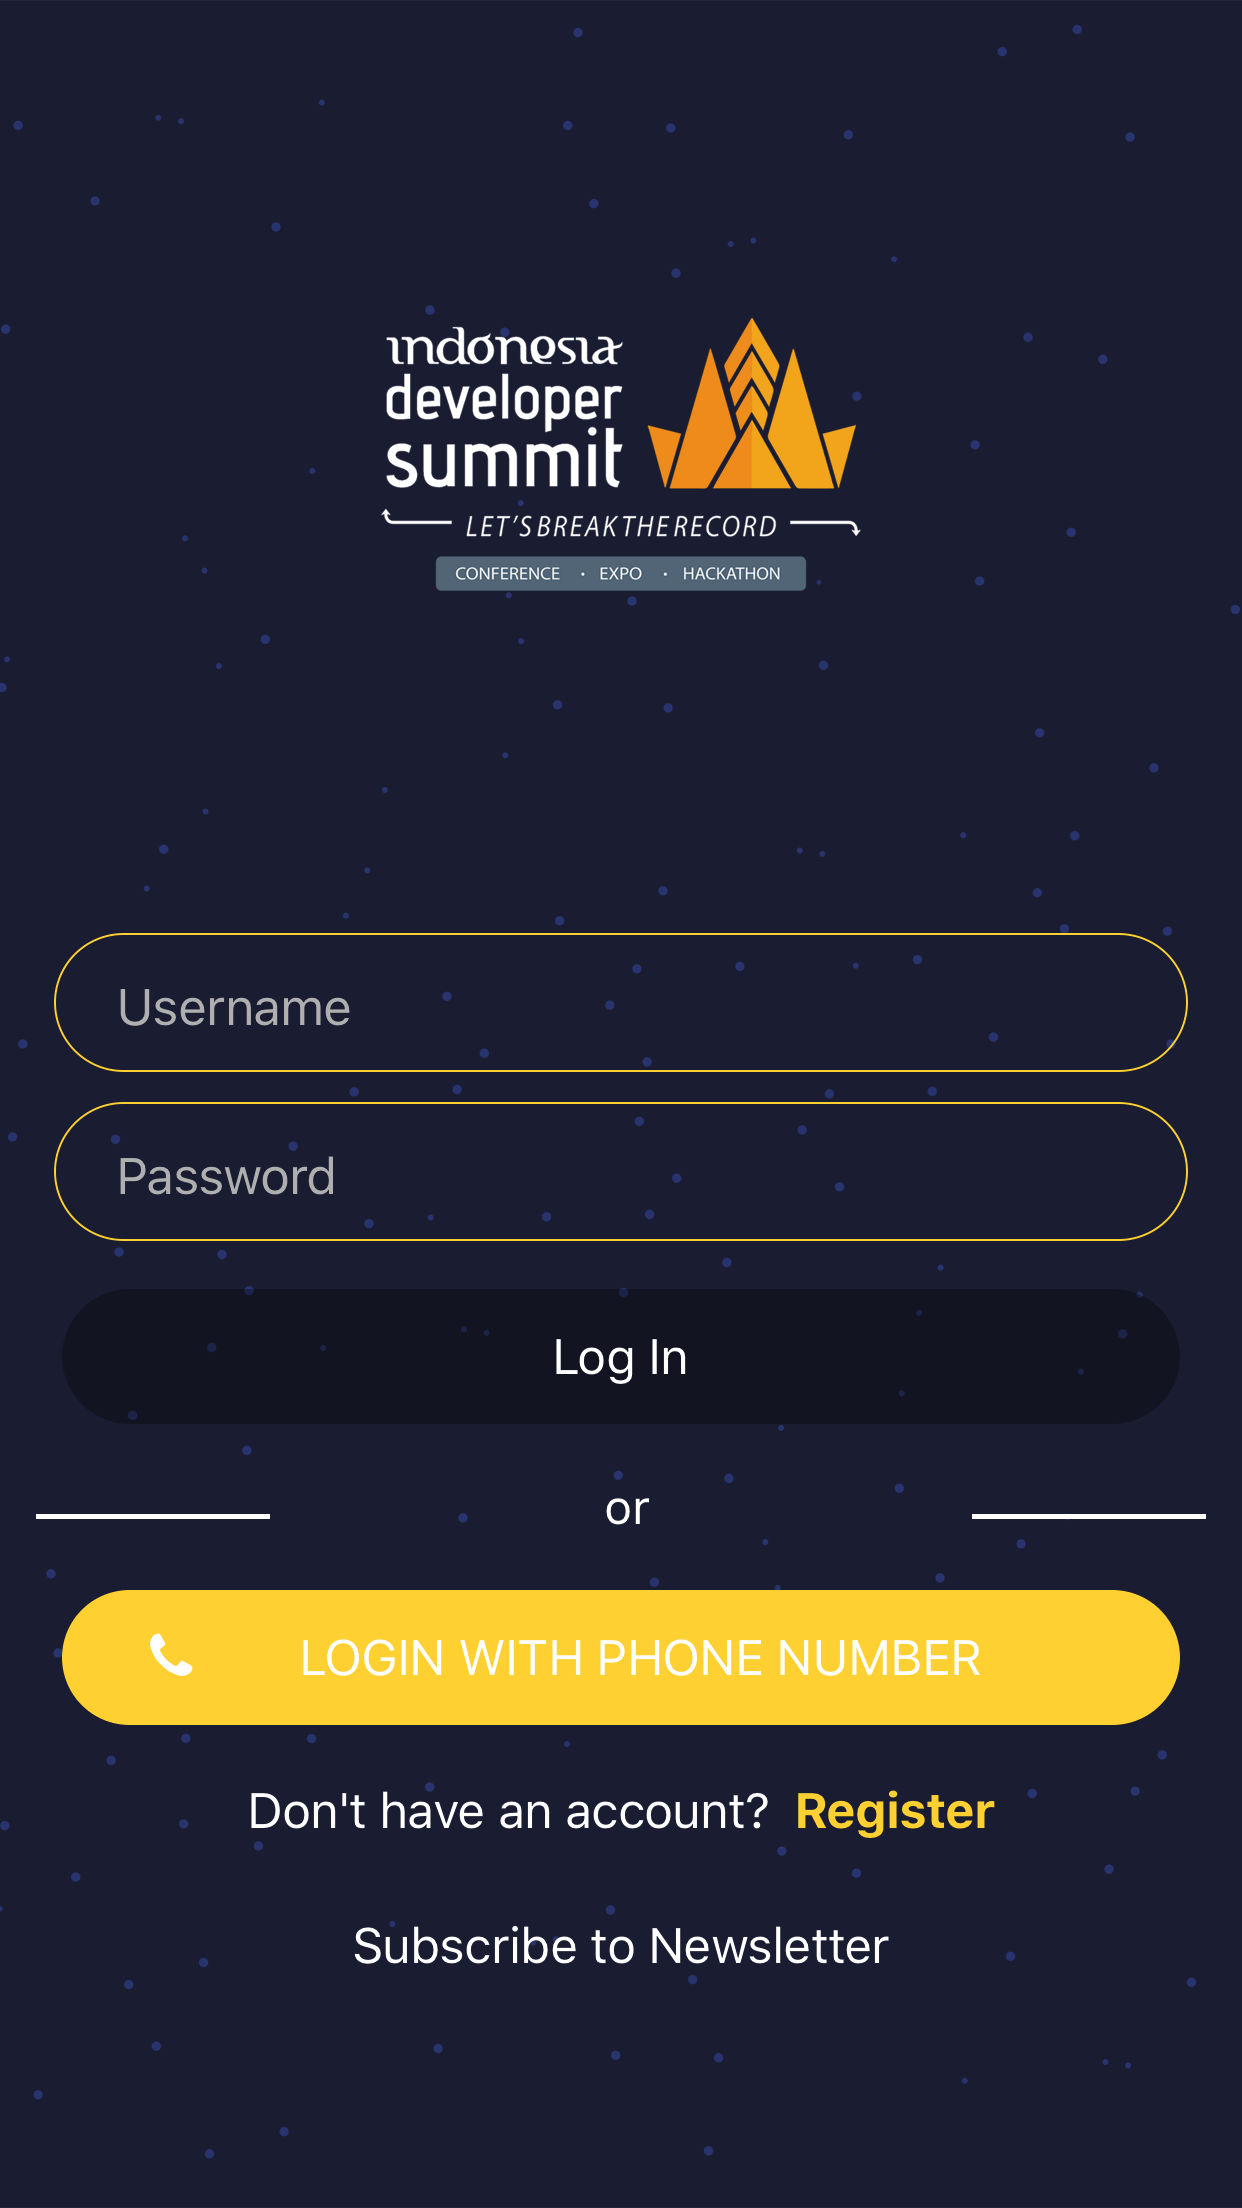 indonesia
developer
summit
LET'S BREAK THE RECORD
CONFERENCE • EXPO • HACKATHON
Username
Password
Log In
or
LOGIN WITH PHONE NUMBER
Don't have an account? Register
Subscribe to Newsletter